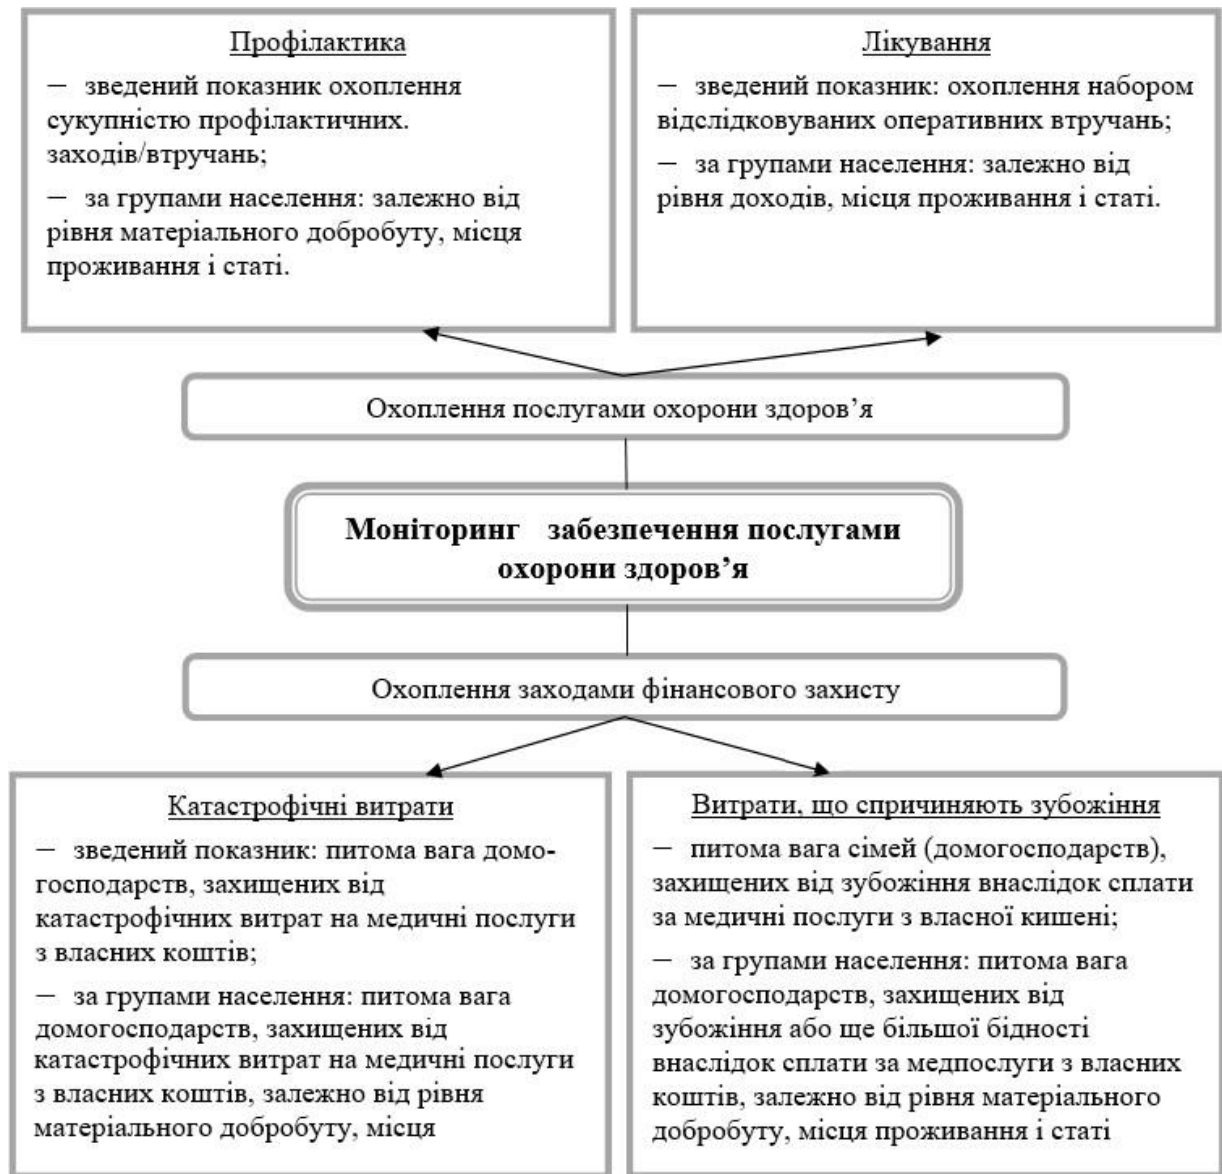 Профілактика
— зведений показник охоплення
сукупністю профілактичних.
заходів/втручань;
— за групами населення: залежно від
рівня матеріального добробуту, місця
проживання і статі.
Лікування
— зведений показник: охоплення набором
відслідковуваних оперативних втручань;
— за групами населення: залежно від
рівня доходів, місця проживання і статі.
Охоплення послугами охорони здоров’я
Моніторинг забезпечення послугами
охорони здоров’я
Охоплення заходами фінансового захисту
Катастрофічні витрати
— зведений показник: питома вага домо-
господарств, захищених від
катастрофічних витрат на медичні послуги
з власних коштів;
— за групами населення: питома вага
домогосподарств, захищених від
катастрофічних витрат на медичні послуги
з власних коштів, залежно від рівня
матеріального добробуту, місця
Витрати, що спричиняють зубожіння
— питома вага сімей (домогосподарств),
захищених від зубожіння внаслідок сплати
за медичні послуги з власної кишені;
— за групами населення: питома вага
домогосподарств, захищених від
зубожіння або ще більшої бідності
внаслідок сплати за медпослуги з власних
коштів, залежно від рівня матеріального
добробуту, місця проживання і статі